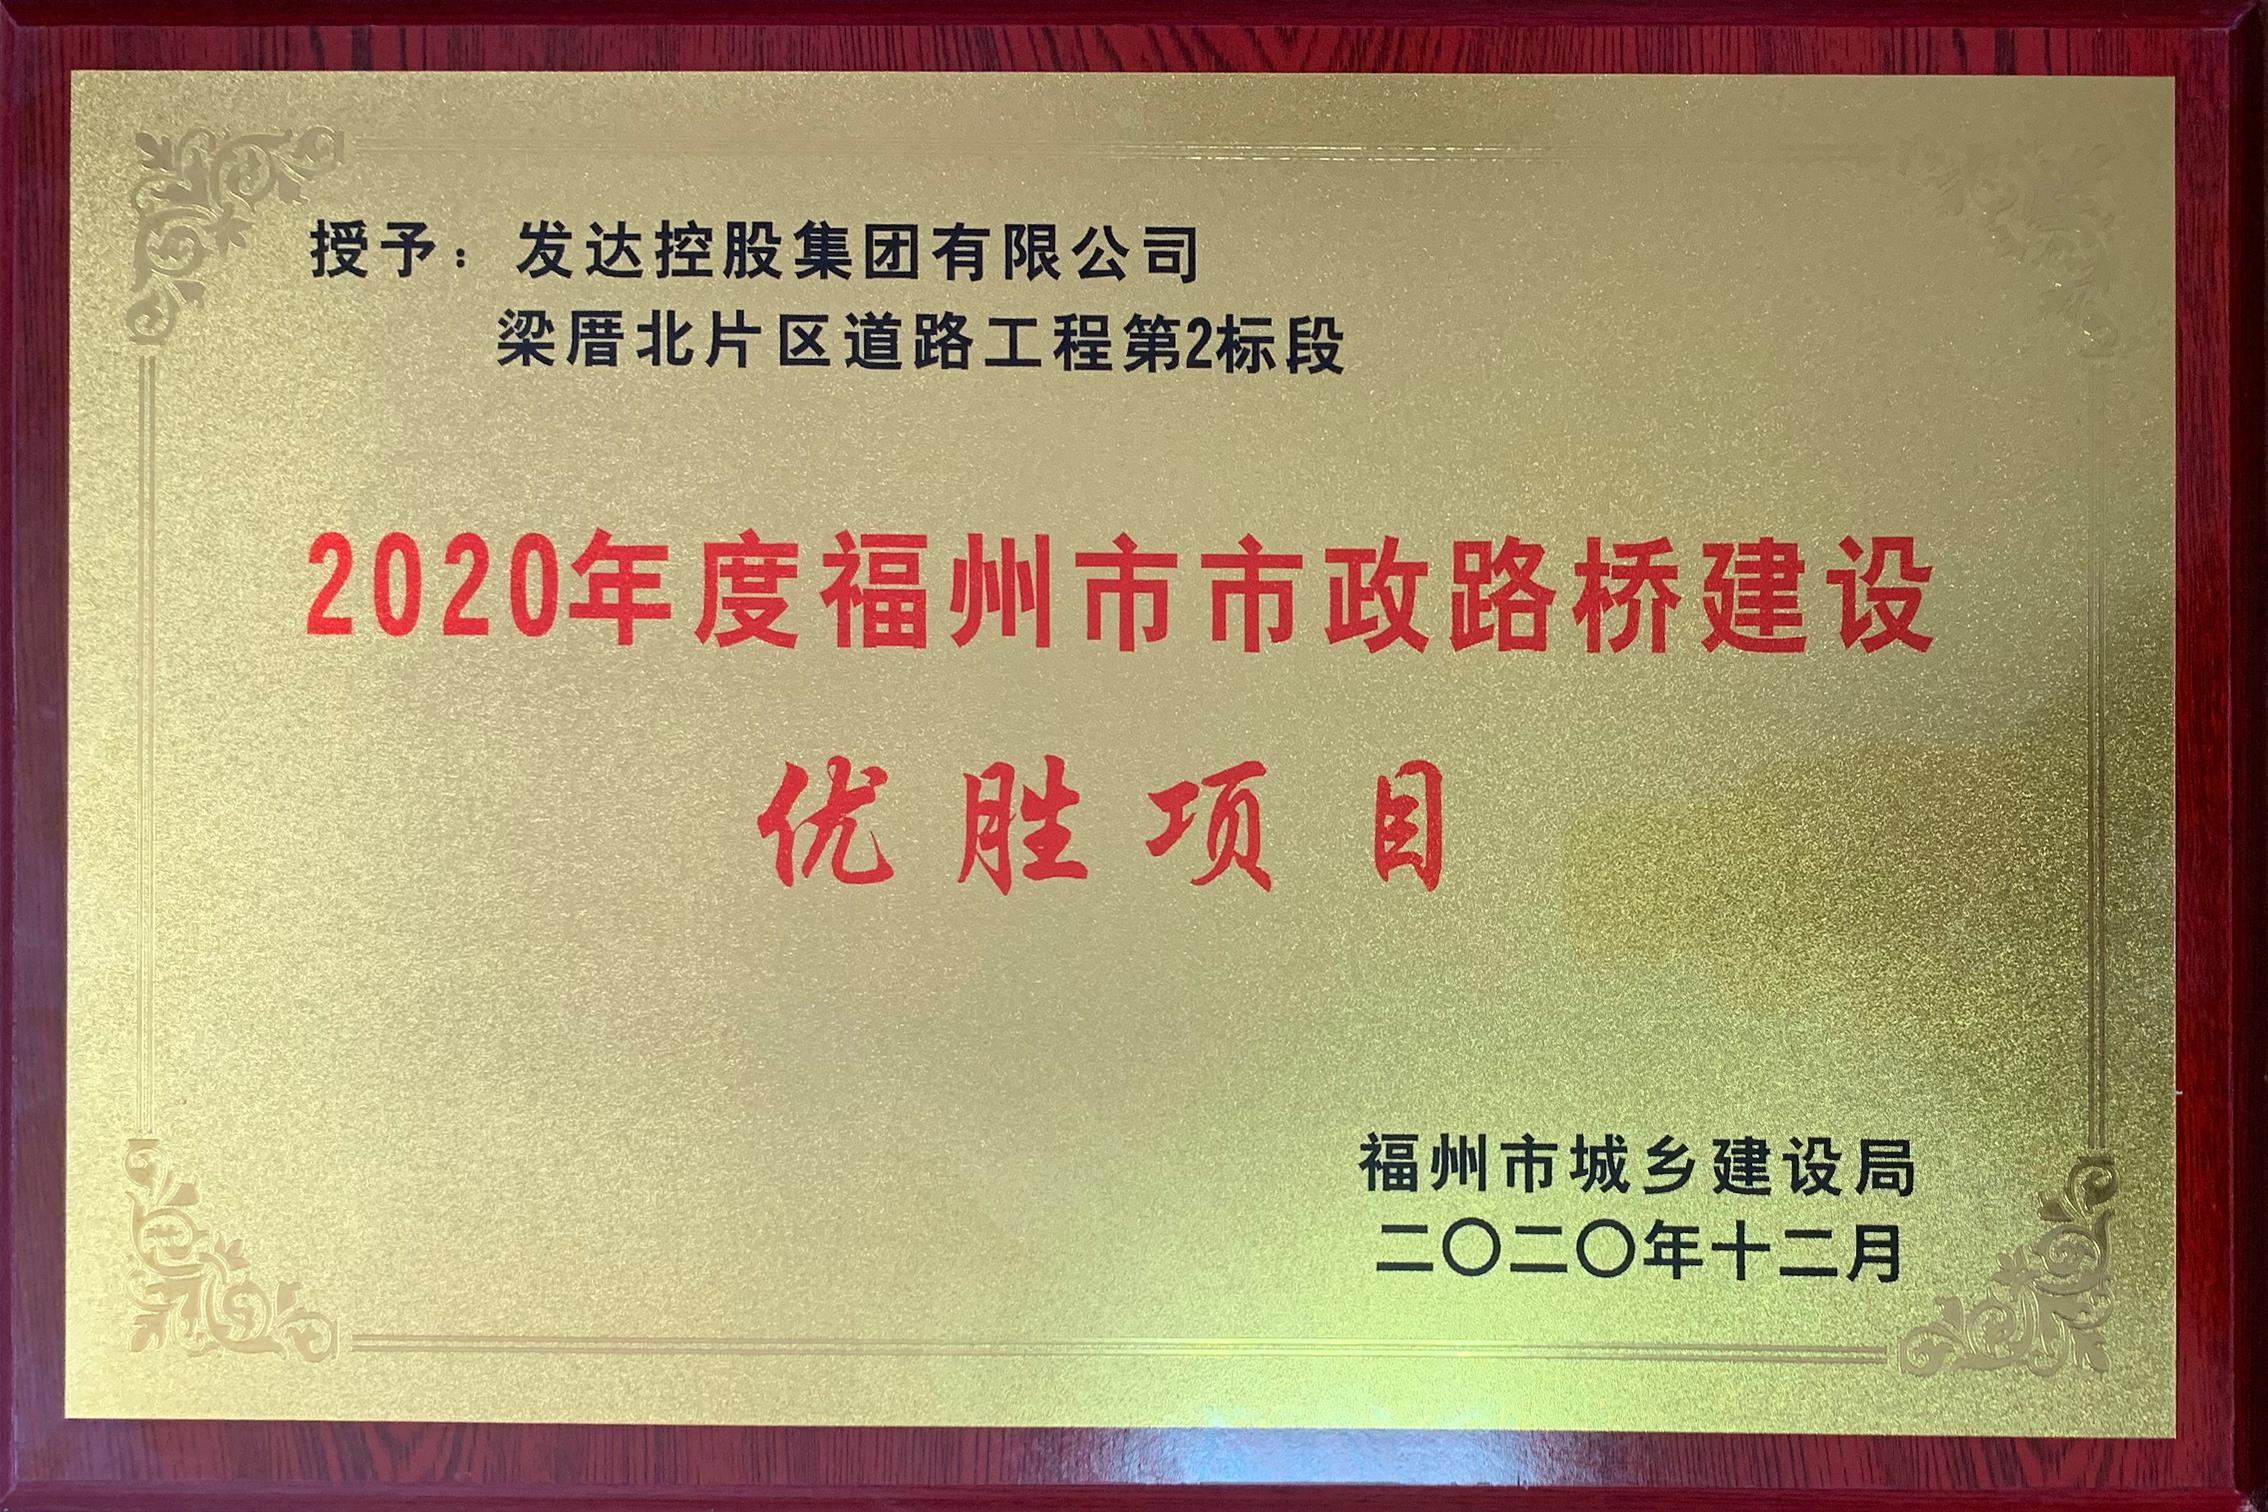 授予：发达控股集团有限公司
梁厝北片区道路工程第2标段
2020年度福州市市政路桥建设
优胜项目
福州市城乡建设局
二〇二〇年十二月